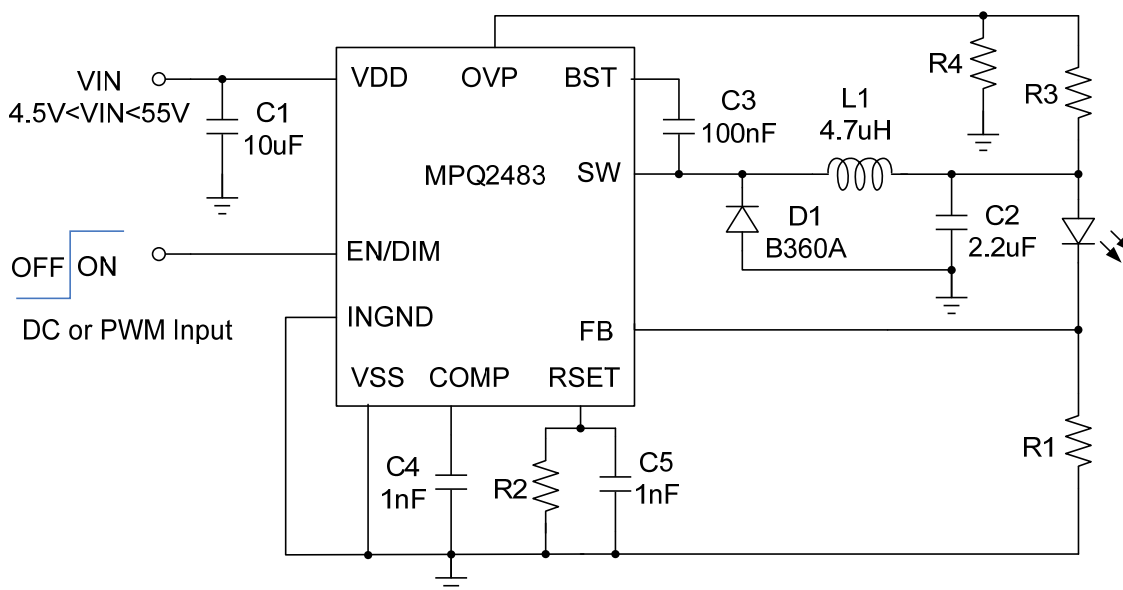 VIN
4.5V<VIN<55V
C1
10uF
VDD
OVP
BST
MPQ2483
SW
C3
100nF
L1
4.7uH
R4
R3
D1
B360A
C2
2.2uF
OFF
ON
DC or PWM Input
EN/DIM
INGND
FB
VSS
COMP
RSET
C4
1nF
R2
C5
1nF
R1